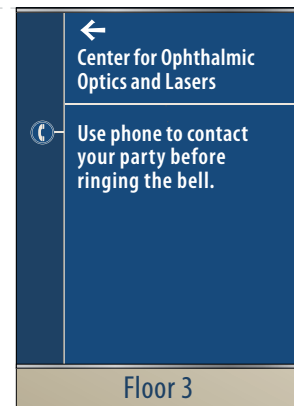 ←
Center for Ophthalmic
Optics and Lasers
Use phone to contact
your party before
ringing the bell.
Floor 3